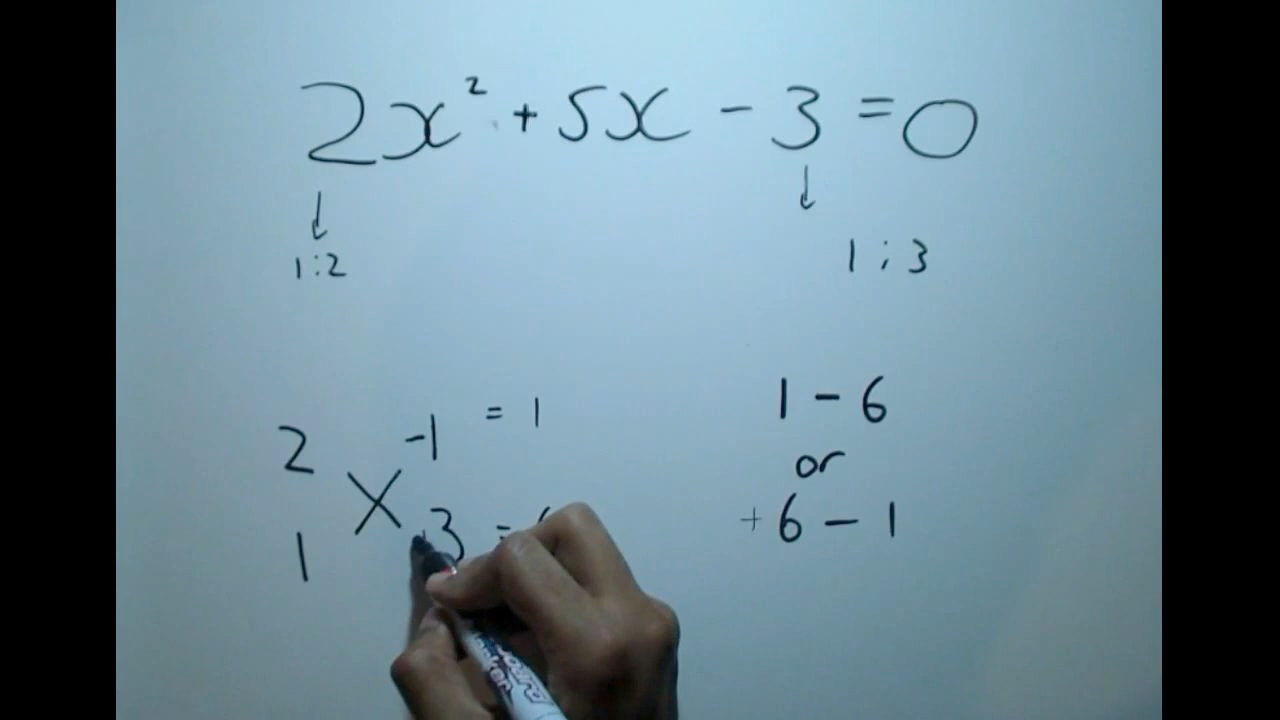 2x² + 5x - 3 = 0
↓ ↓
1 ; 2 1 ; 3
2 -1 = 1
X
1 +3 =
1 - 6
or
+6 - 1